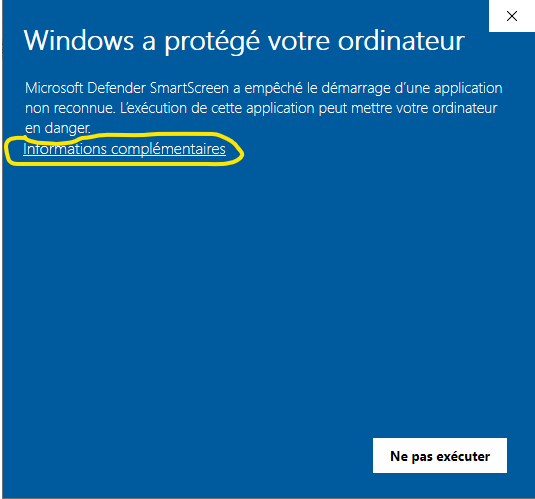 Windows a protégé votre ordinateur
Microsoft Defender SmartScreen a empêché le démarrage d'une application
non reconnue. L'exécution de cette application peut mettre votre ordinateur
en danger.
Informations complémentaires
Ne pas exécuter